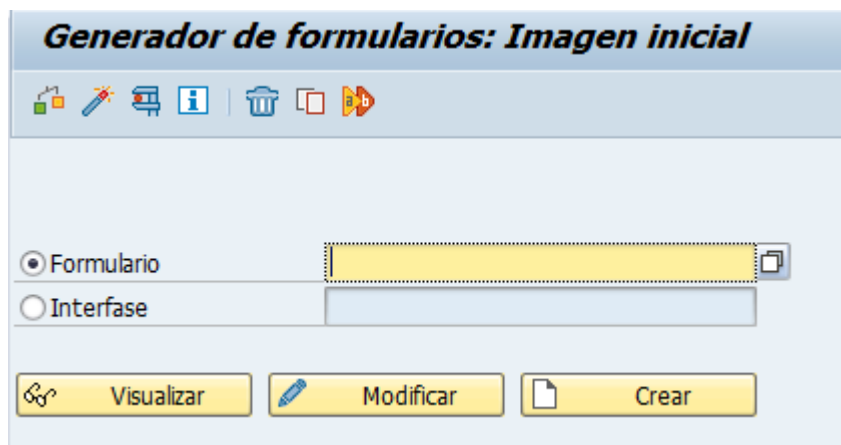 Generador de formularios: Imagen inicial
Formulario
Interfase
Visualizar Modificar Crear